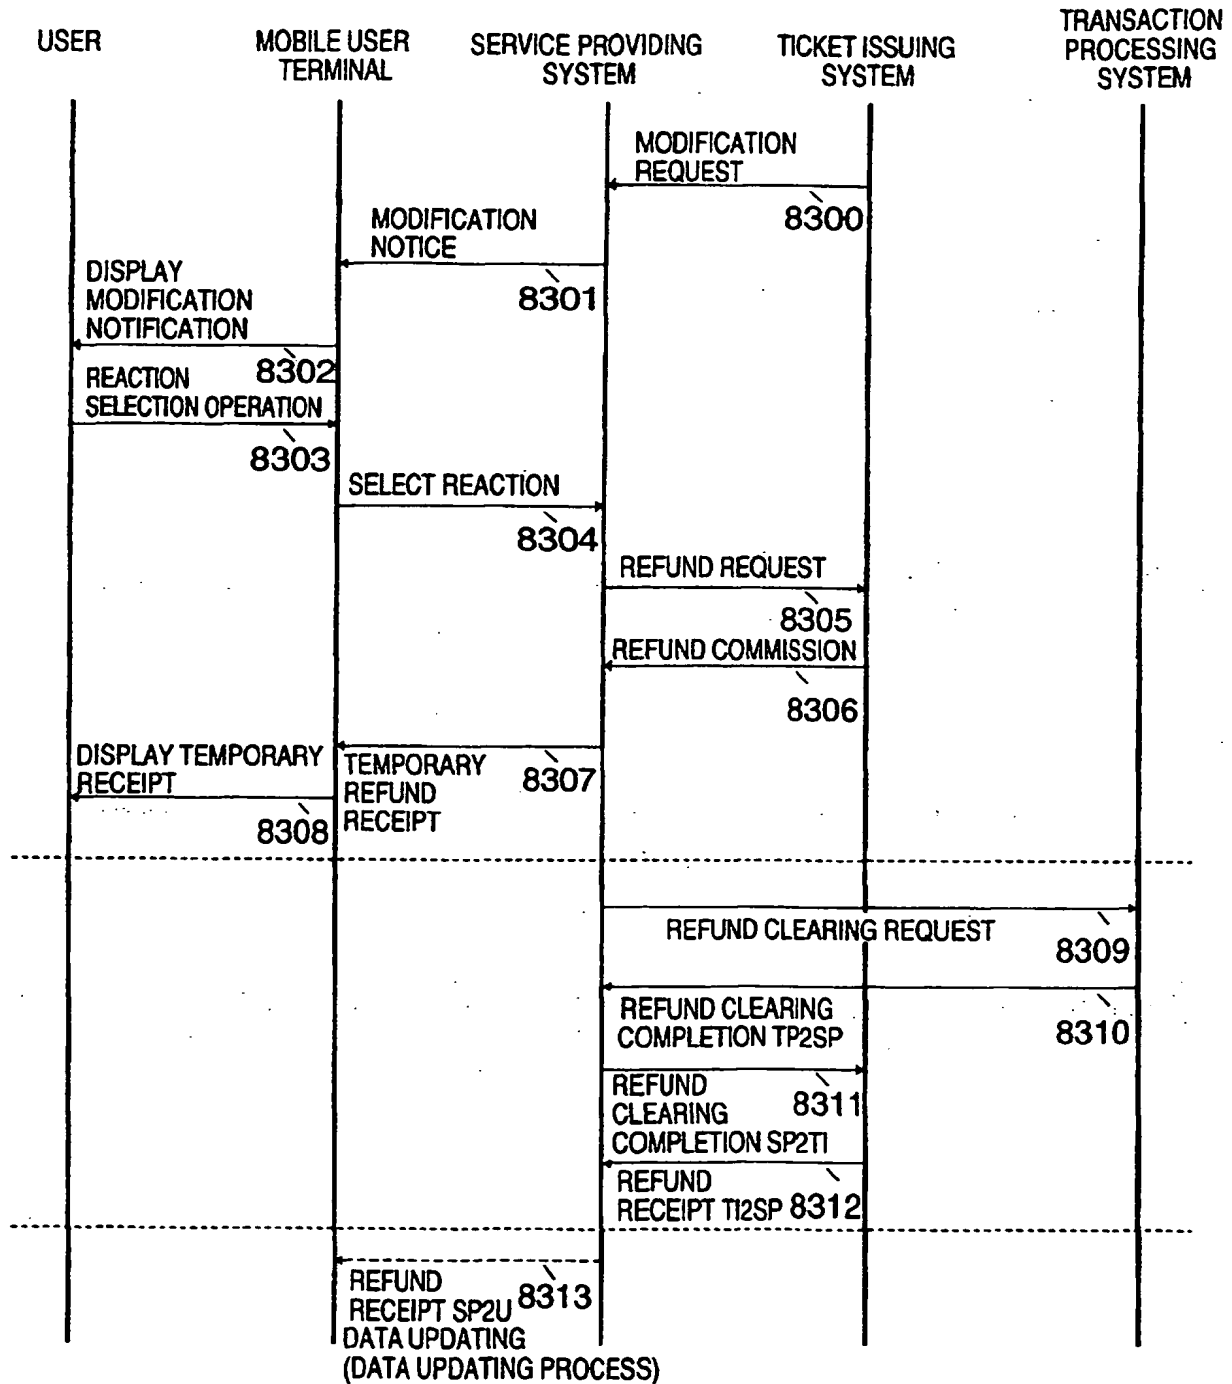 USER
MOBILE USER
TERMINAL
SERVICE PROVIDING
SYSTEM
TICKET ISSUING
SYSTEM
TRANSACTION
PROCESSING
SYSTEM
MODIFICATION
REQUEST
8300
MODIFICATION
NOTICE
8301
DISPLAY
MODIFICATION
NOTIFICATION
8302
REACTION
SELECTION OPERATION
8303
SELECT REACTION
8304
REFUND REQUEST
8305
REFUND COMMISSION
8306
TEMPORARY
REFUND
RECEIPT
8307
DISPLAY TEMPORARY
RECEIPT
8308
REFUND CLEARING REQUEST
8309
REFUND CLEARING
COMPLETION TP2SP
8310
REFUND
CLEARING
COMPLETION SP2TI
8311
REFUND
RECEIPT TI2SP
8312
REFUND
RECEIPT SP2U
8313
DATA UPDATING
(DATA UPDATING PROCESS)